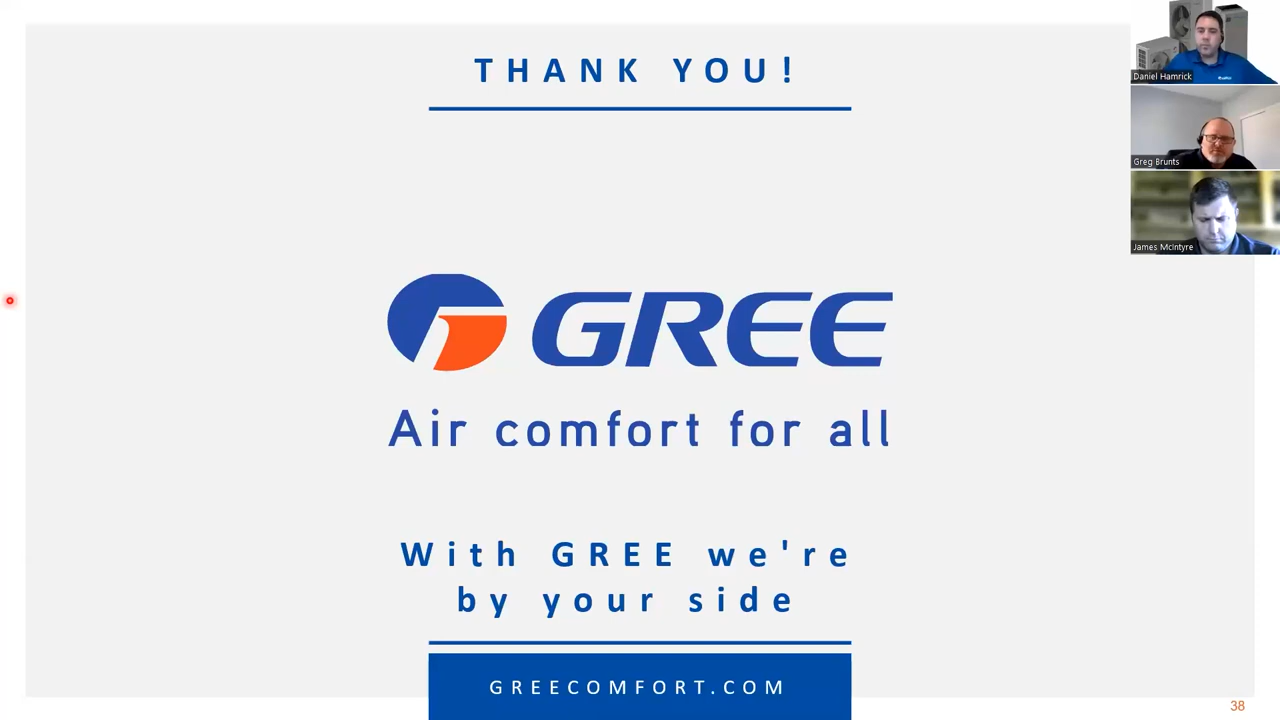 THANK YOU!
GREE
Air comfort for all
With GREE we're
by your side
GREECOMFORT.COM
38
Daniel Hamrick
Greg Brunts
James McIntyre